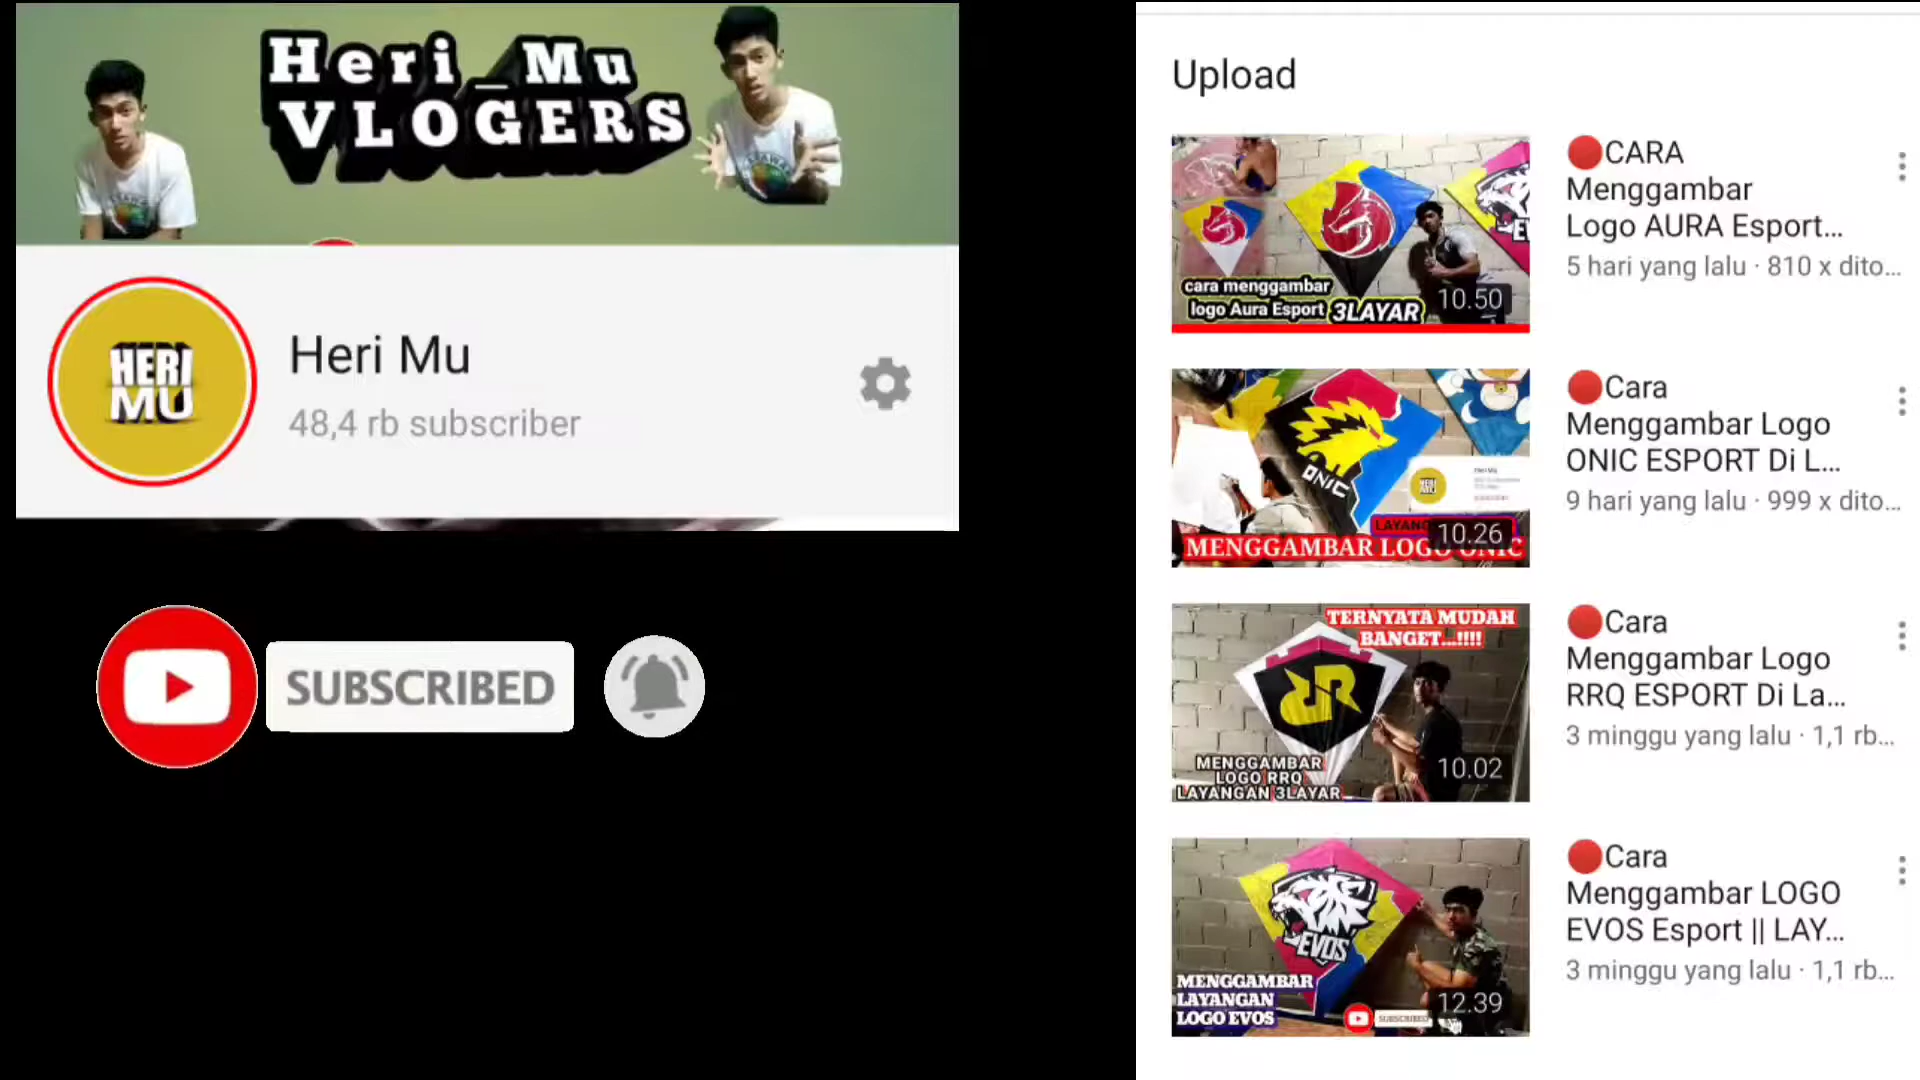 Heri_Mu
VLOGERS
HERI
MU
Heri Mu
48,4 rb subscriber
SUBSCRIBED
Upload
cara menggambar
logo Aura Esport 3LAYAR
10.50
🔴CARA
Menggambar
Logo AURA Esport...
5 hari yang lalu · 810 x dito...
ONIC
LAYANG
10.26
MENGGAMBAR LOGO ONIC
🔴Cara
Menggambar Logo
ONIC ESPORT Di L...
9 hari yang lalu · 999 x dito...
TERNYATA MUDAH
BANGET...!!!!
MENGGAMBAR
LOGO RRQ
LAYANGAN 3LAYAR
10.02
🔴Cara
Menggambar Logo
RRQ ESPORT Di La...
3 minggu yang lalu · 1,1 rb...
EVOS
MENGGAMBAR
LAYANGAN
LOGO EVOS
SUBSCRIBED
12.39
🔴Cara
Menggambar LOGO
EVOS Esport || LAY...
3 minggu yang lalu · 1,1 rb...